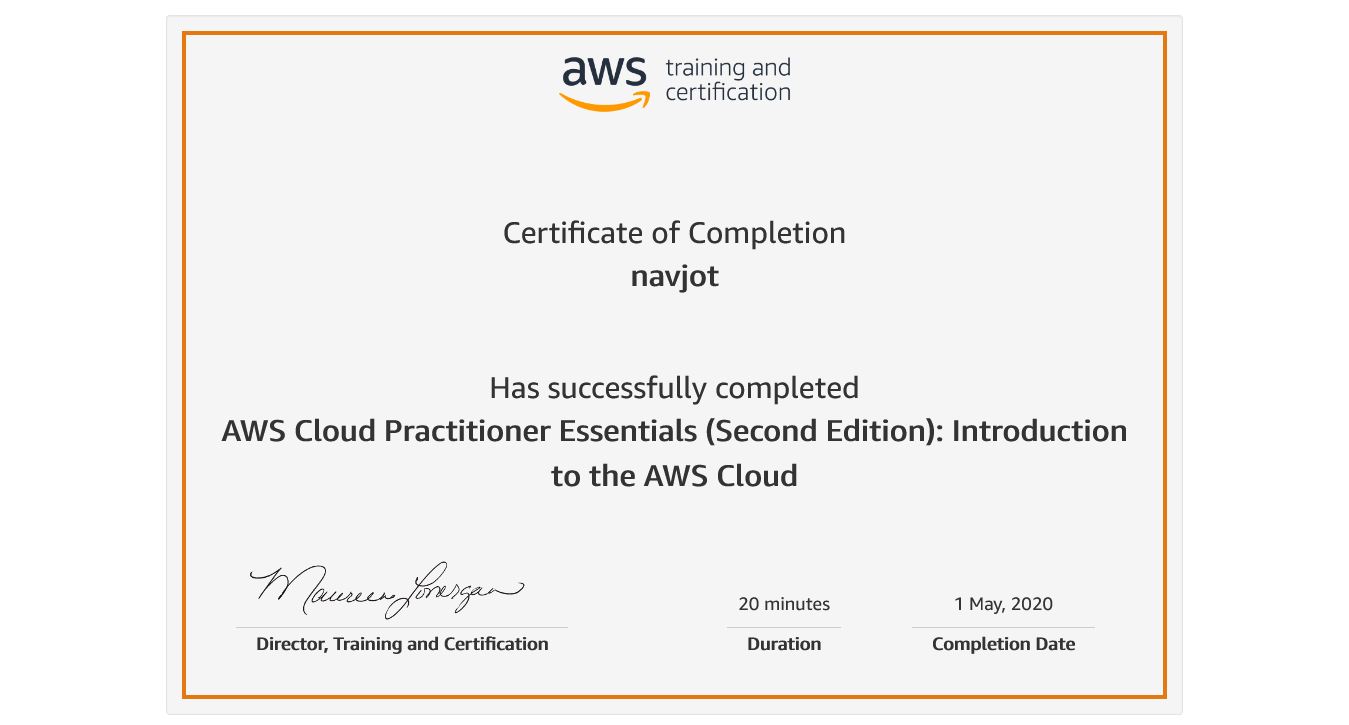 aws training and
certification
Certificate of Completion
navjot
Has successfully completed
AWS Cloud Practitioner Essentials (Second Edition): Introduction
to the AWS Cloud
Maureen Lonergan
20 minutes
1 May, 2020
Director, Training and Certification
Duration
Completion Date